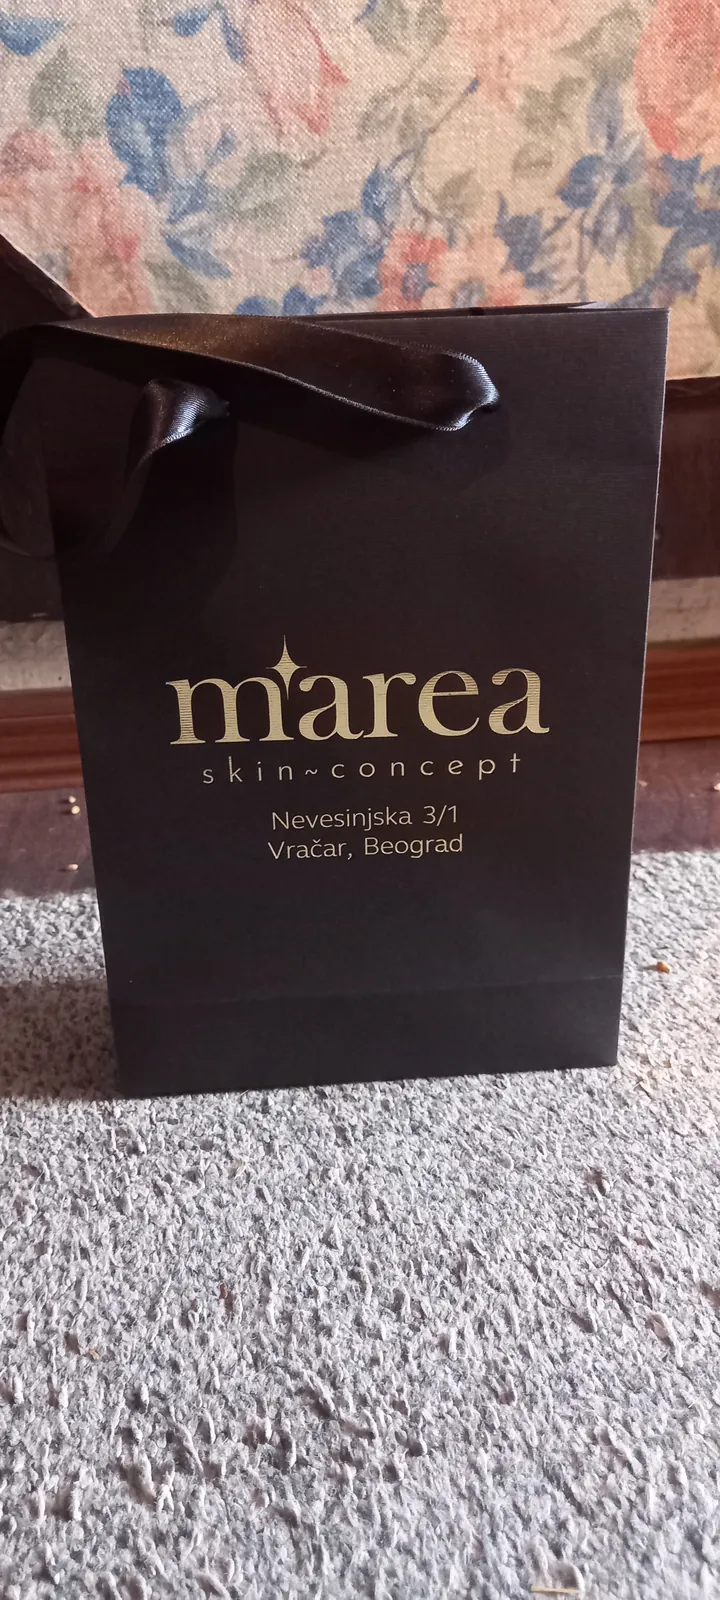 marea
skin~concept
Nevesinjska 3/1
Vračar, Beograd